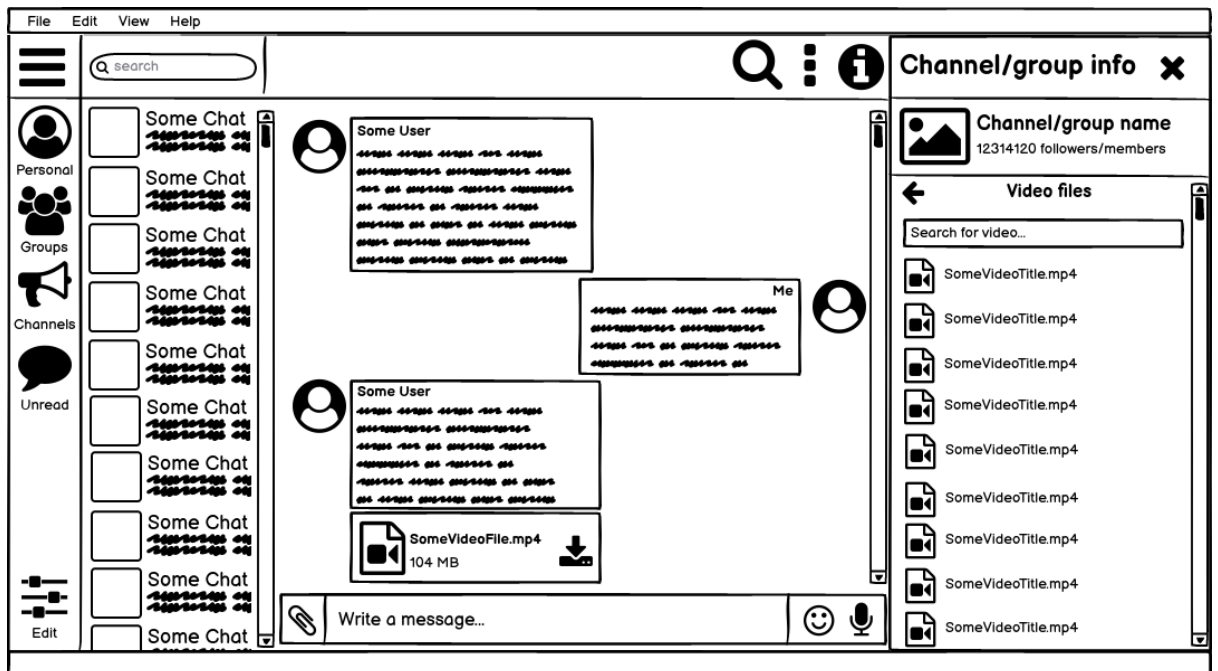 File Edit View Help
search
Channel/group info
Personal
Groups
Channels
Unread
Edit
Some Chat
Some Chat
Some Chat
Some Chat
Some Chat
Some Chat
Some Chat
Some Chat
Some Chat
Some Chat
Some User
Me
Some User
SomeVideoFile.mp4
104 MB
Write a message...
Channel/group name
12314120 followers/members
Video files
Search for video...
SomeVideoTitle.mp4
SomeVideoTitle.mp4
SomeVideoTitle.mp4
SomeVideoTitle.mp4
SomeVideoTitle.mp4
SomeVideoTitle.mp4
SomeVideoTitle.mp4
SomeVideoTitle.mp4
SomeVideoTitle.mp4